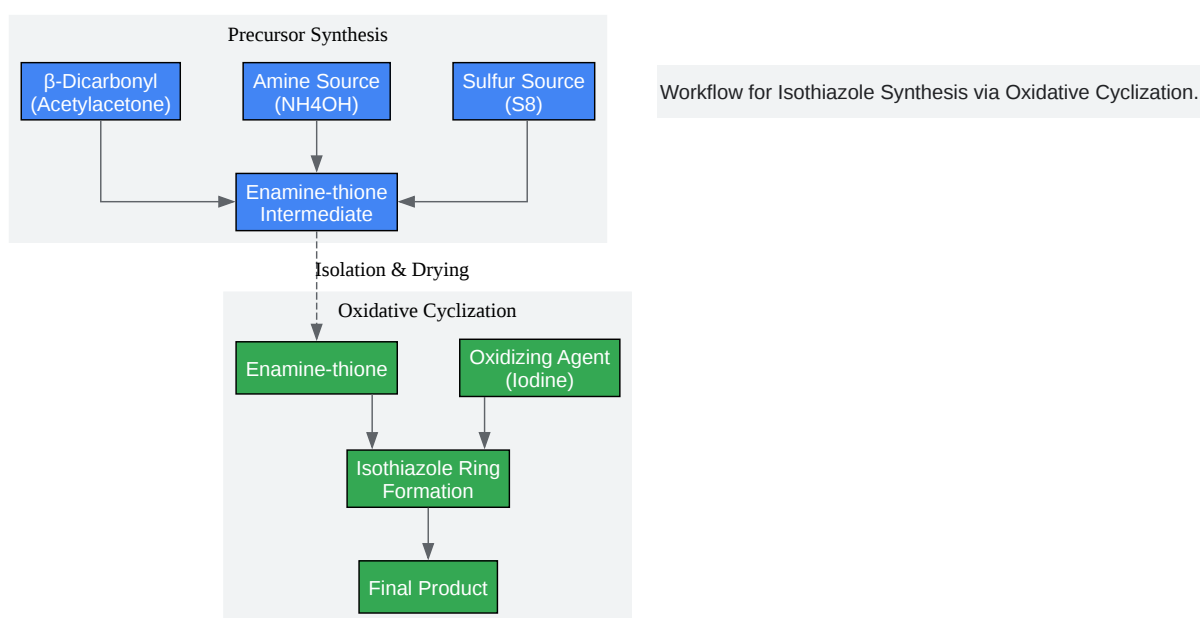 Precursor Synthesis
β-Dicarbonyl
(Acetylacetone)
Amine Source
(NH4OH)
Sulfur Source
(S8)
Workflow for Isothiazole Synthesis via Oxidative Cyclization.
Enamine-thione
Intermediate
Isolation & Drying
Oxidative Cyclization
Enamine-thione
Oxidizing Agent
(Iodine)
Isothiazole Ring
Formation
Final Product